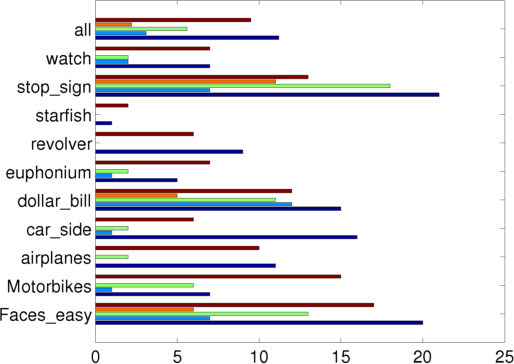 all
watch
stop_sign
starfish
revolver
euphonium
dollar_bill
car_side
airplanes
Motorbikes
Faces_easy
0 5 10 15 20 25